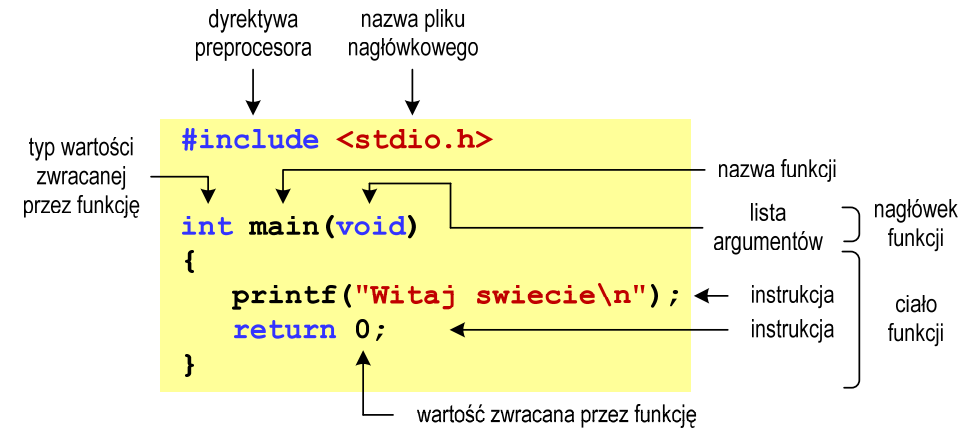 dyrektywa
preprocesora
nazwa pliku
nagłówkowego
#include <stdio.h>
typ wartości
zwracanej
przez funkcję
nazwa funkcji
int main(void)
lista
argumentów
nagłówek
funkcji
{
printf("Witaj swiecie\n");
instrukcja
return 0;
instrukcja
ciało
funkcji
}
wartość zwracana przez funkcję